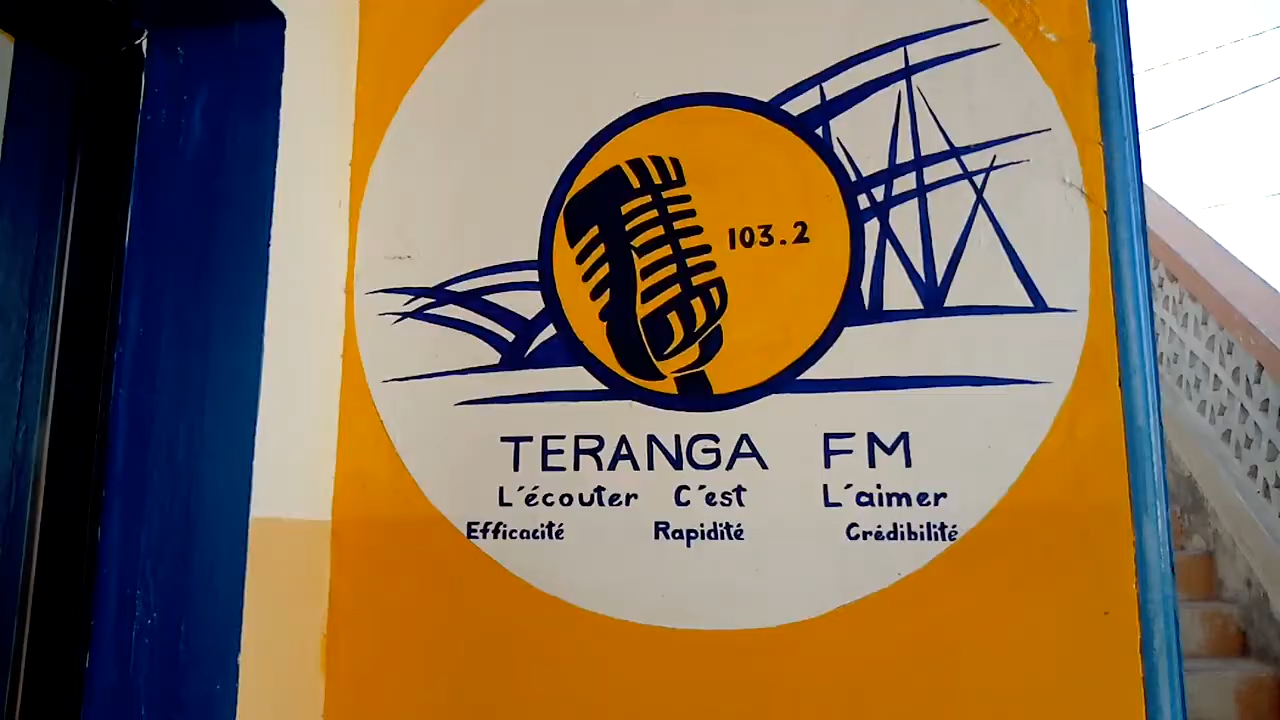 103.2
TERANGA FM
L'écouter C'est L'aimer
Efficacité Rapidité Crédibilité